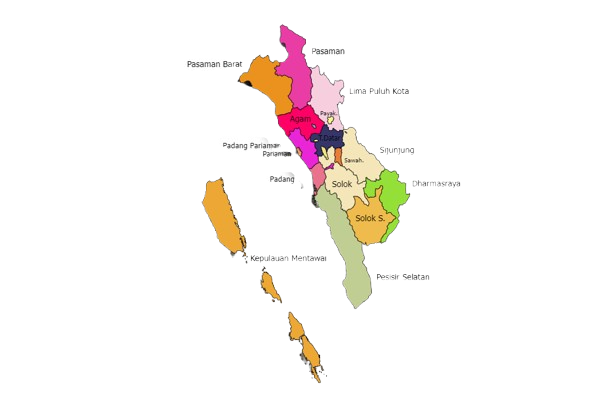 Pasaman
Pasaman Barat
Lima Puluh Kota
Payak.
Agam
T.Datar
Padang Pariaman
Pariaman
Sawah.
Sijunjung
Padang
Solok
Dharmasraya
Solok S.
Kepulauan Mentawai
Pesisir Selatan